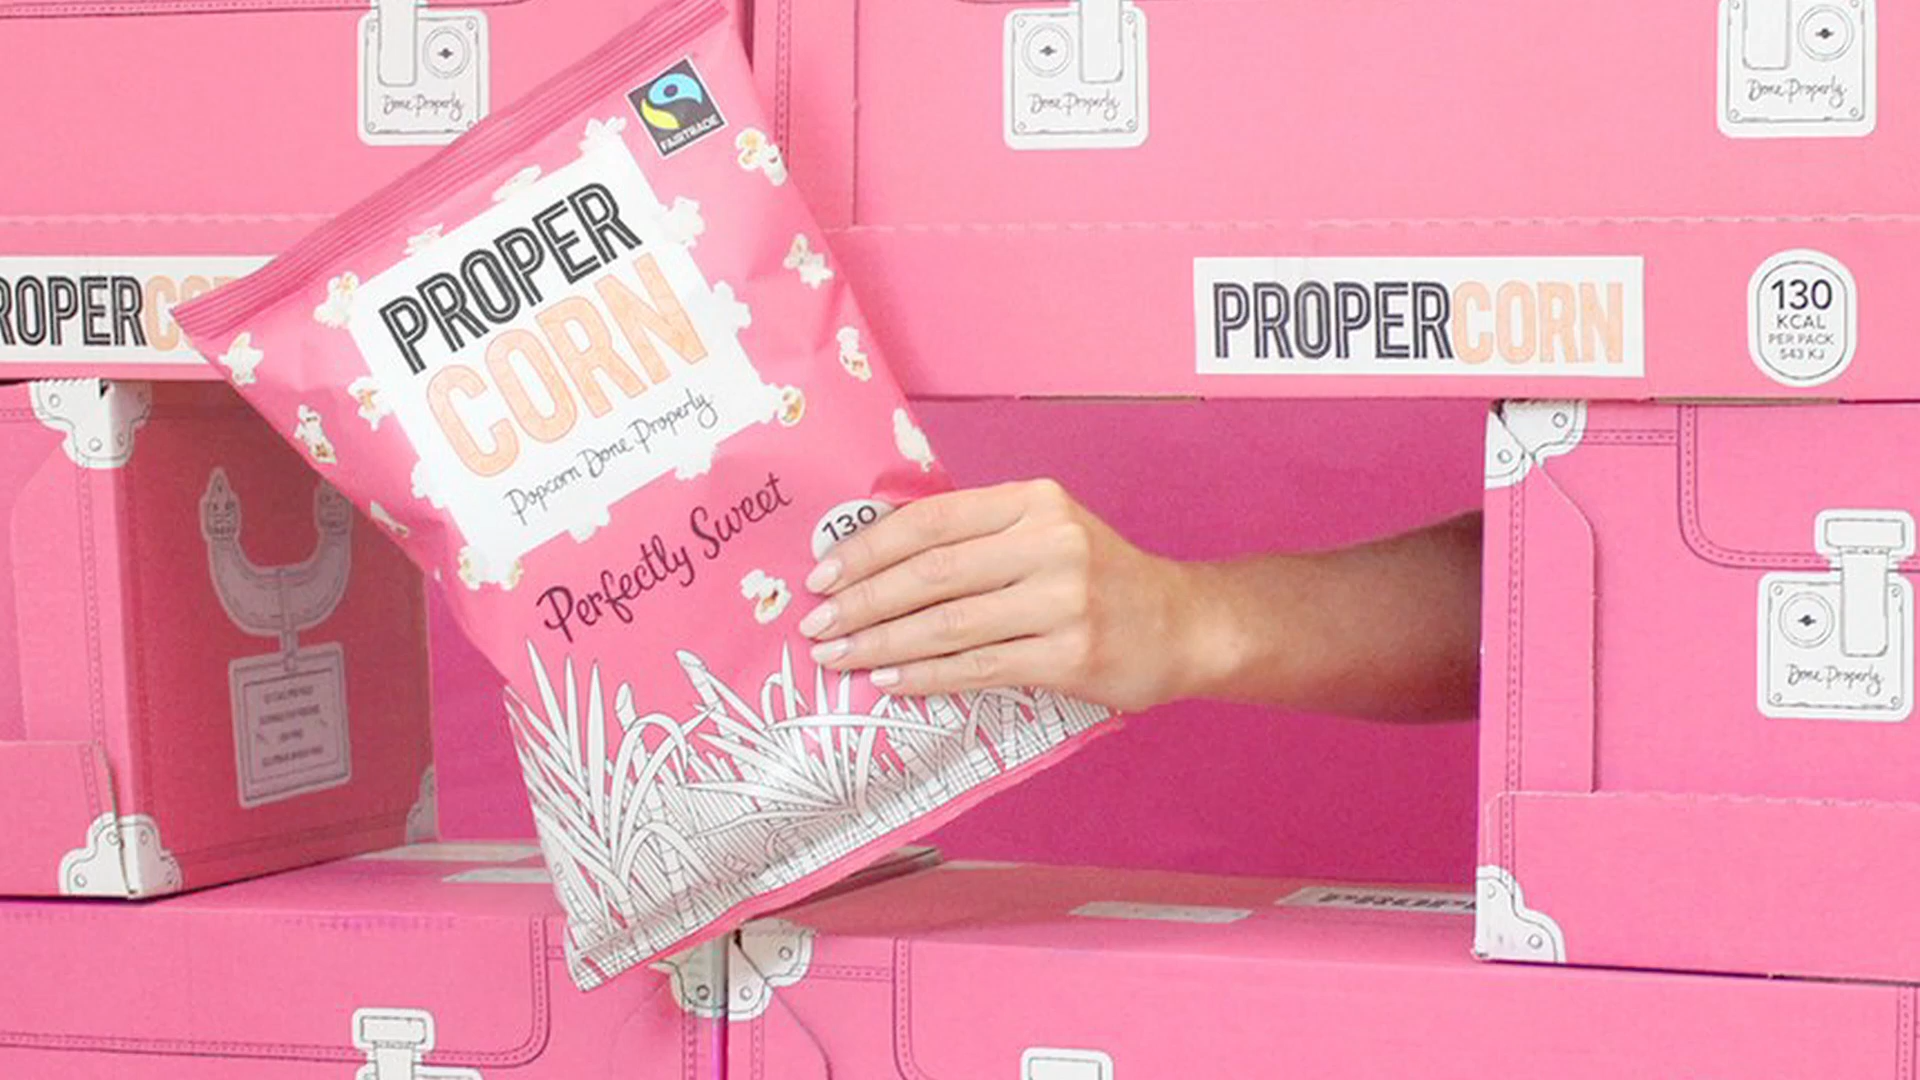 Done Properly
Done Properly
Done Properly
FAIRTRADE
PROPER
CORN
Popcorn Done Properly
Perfectly Sweet
130
ROPERCO
PROPERCORN
130
KCAL
PER PACK
543 KJ
Done Properly